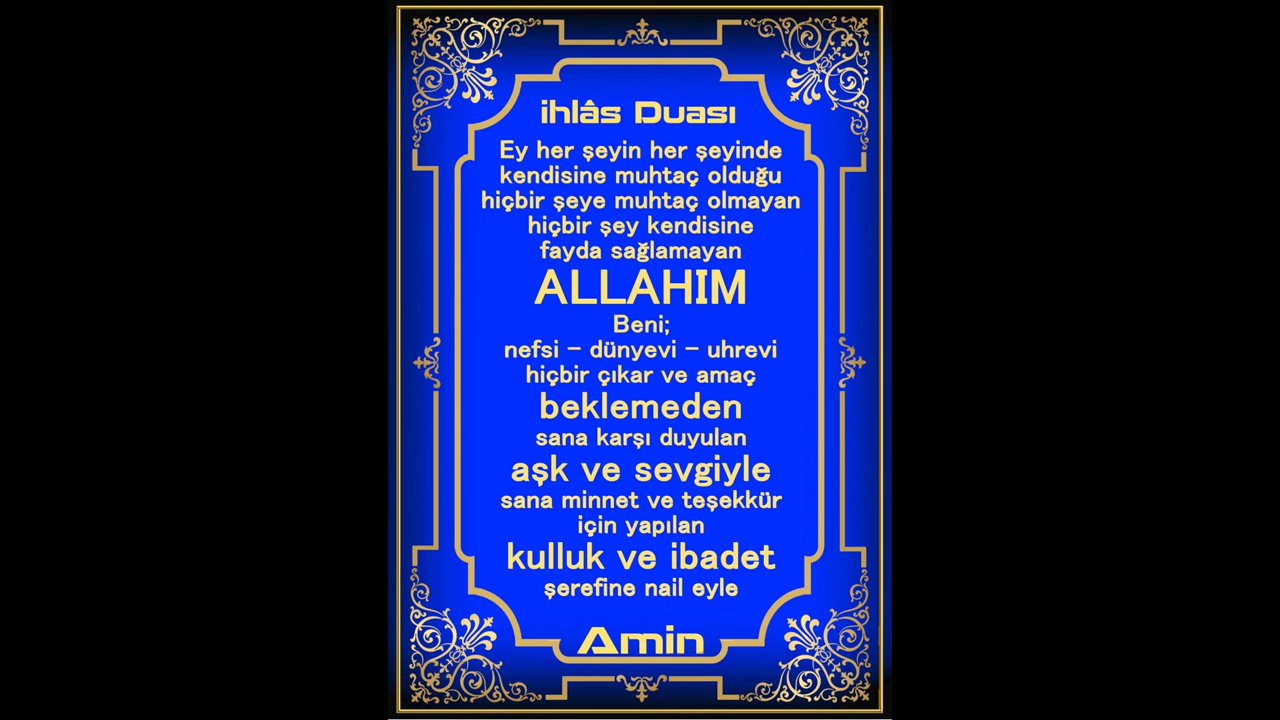 ihlâs Duası
Ey her şeyin her şeyinde
kendisine muhtaç olduğu
hiçbir şeye muhtaç olmayan
hiçbir şey kendisine
fayda sağlamayan
ALLAHIM
Beni;
nefsi – dünyevi – uhrevi
hiçbir çıkar ve amaç
beklemeden
sana karşı duyulan
aşk ve sevgiyle
sana minnet ve teşekkür
için yapılan
kulluk ve ibadet
şerefine nail eyle
Amin